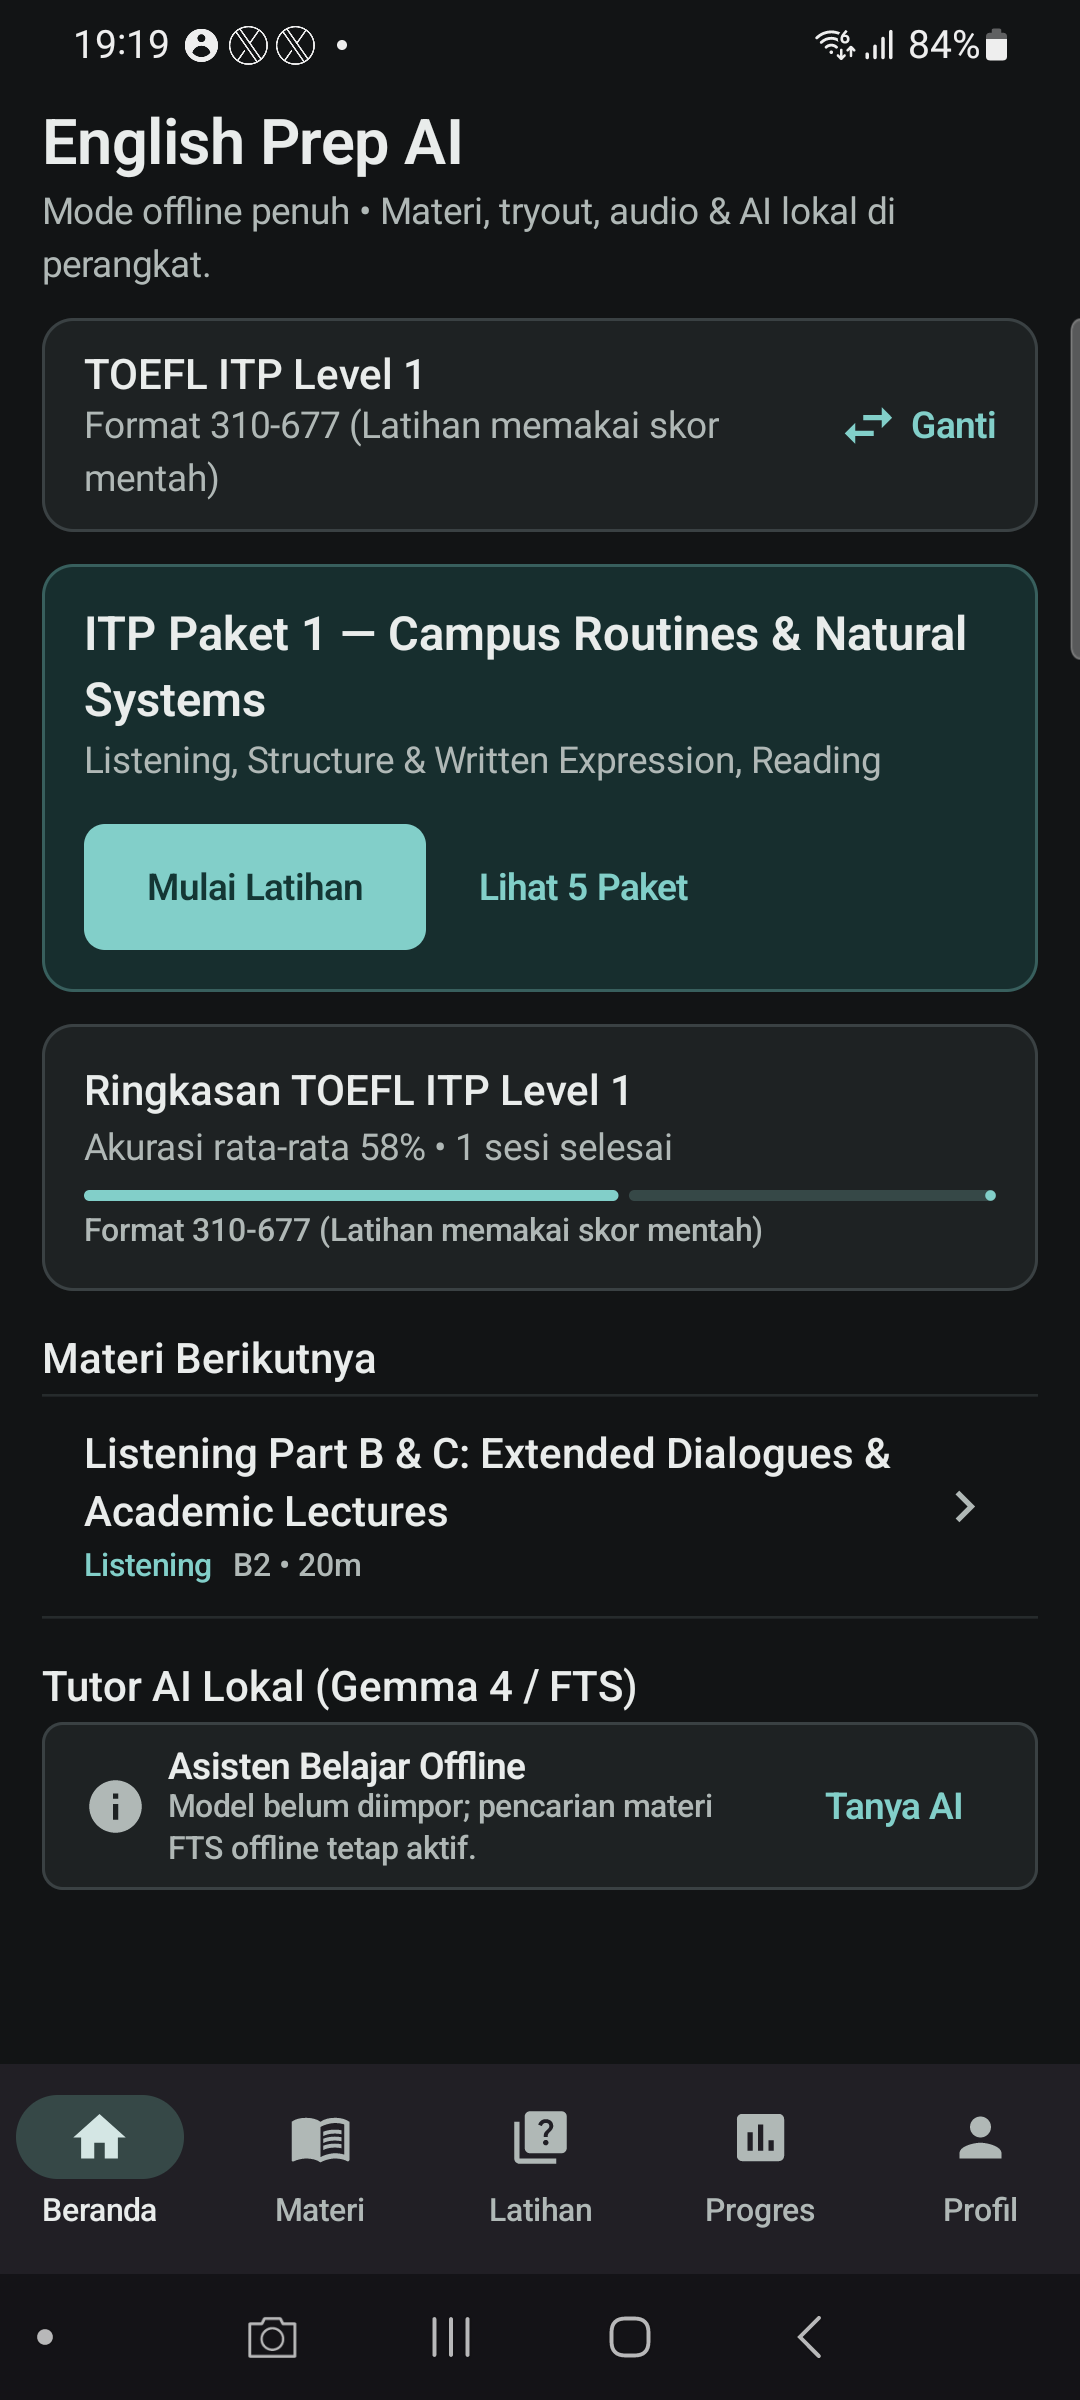 19:19
84%
English Prep AI
Mode offline penuh • Materi, tryout, audio & AI lokal di
perangkat.
TOEFL ITP Level 1
Format 310-677 (Latihan memakai skor
mentah)
Ganti
ITP Paket 1 — Campus Routines & Natural
Systems
Listening, Structure & Written Expression, Reading
Mulai Latihan
Lihat 5 Paket
Ringkasan TOEFL ITP Level 1
Akurasi rata-rata 58% • 1 sesi selesai
Format 310-677 (Latihan memakai skor mentah)
Materi Berikutnya
Listening Part B & C: Extended Dialogues &
Academic Lectures
Listening B2 • 20m
Tutor AI Lokal (Gemma 4 / FTS)
Asisten Belajar Offline
Model belum diimpor; pencarian materi
FTS offline tetap aktif.
Tanya AI
Beranda
Materi
Latihan
Progres
Profil